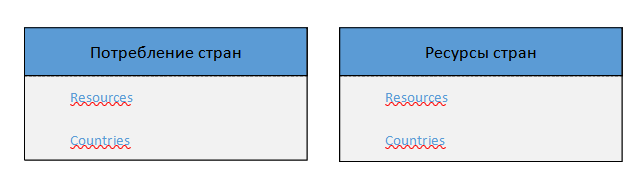 Потребление стран
Resources
Countries
Ресурсы стран
Resources
Countries